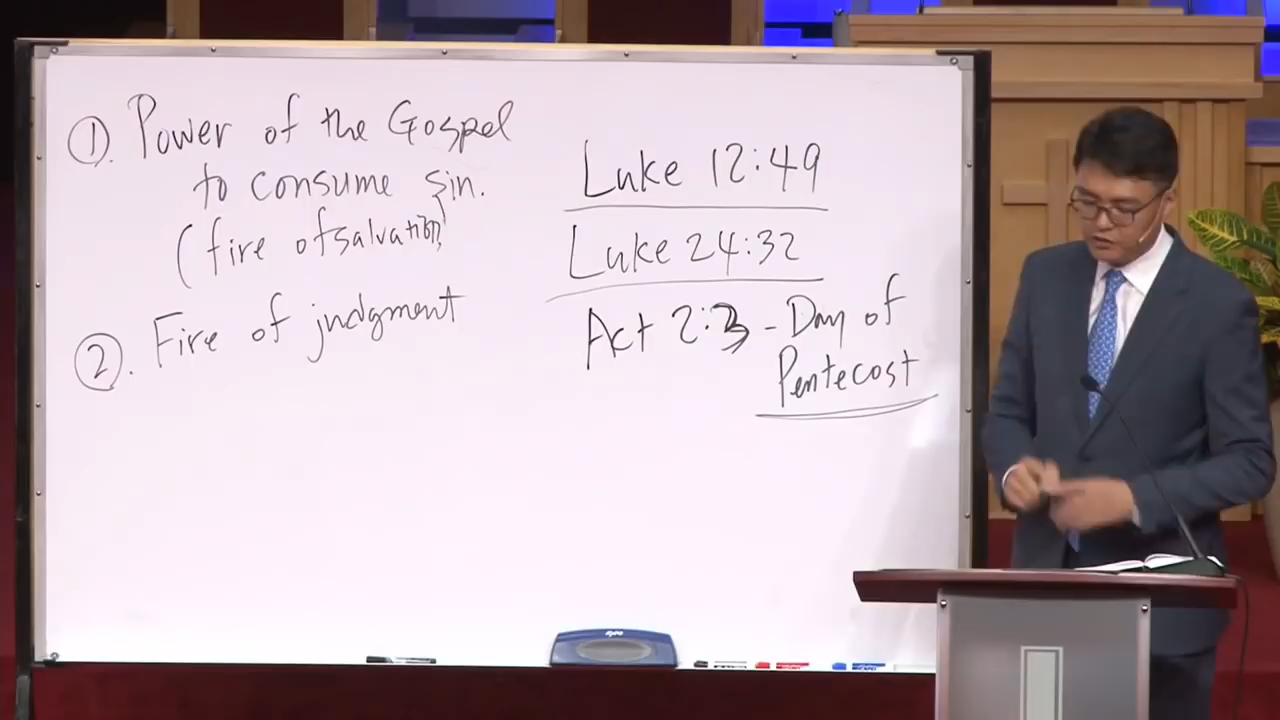 ① Power of the Gospel
to consume sin.
(fire of salvation)
② Fire of judgment
Luke 12:49
Luke 24:32
Act 2:3 - Day of
Pentecost
expo